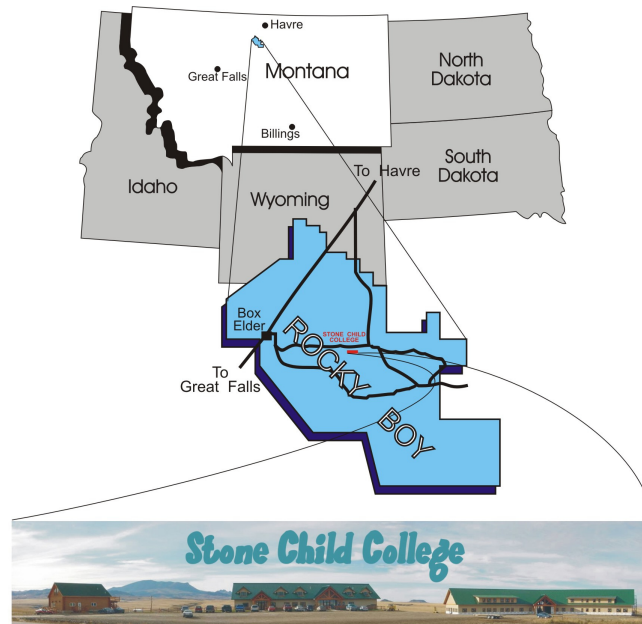 Havre
Great Falls
Montana
North
Dakota
Billings
South
Dakota
Idaho
Wyoming
To Havre
Box
Elder
STONE CHILD
COLLEGE
ROCKY BOY
To
Great Falls
Stone Child College